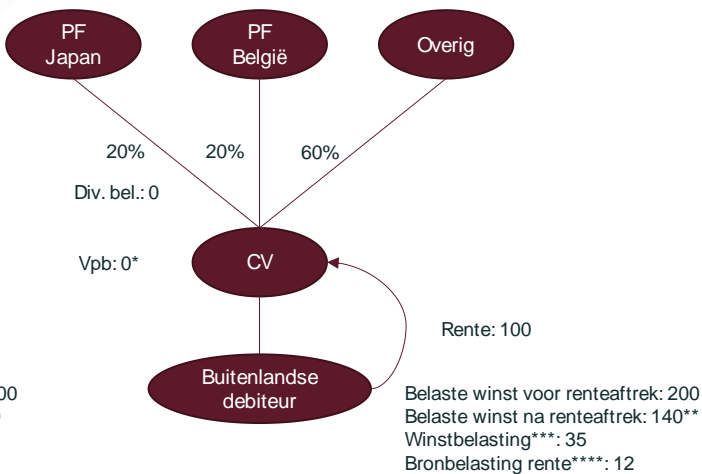 PF
Japan
PF
België
Overig
20%
20%
60%
Div. bel.: 0
Vpb: 0*
CV
Rente: 100
Buitenlandse
debiteur
00
Belaste winst voor renteaftrek: 200
Belaste winst na renteaftrek: 140**
Winstbelasting***: 35
Bronbelasting rente****: 12